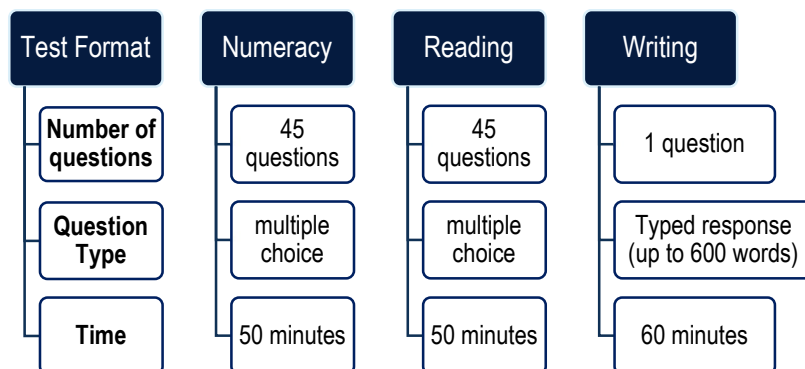 Test Format
Number of
questions
Question
Type
Time
Numeracy
45
questions
multiple
choice
50 minutes
Reading
45
questions
multiple
choice
50 minutes
Writing
1 question
Typed response
(up to 600 words)
60 minutes